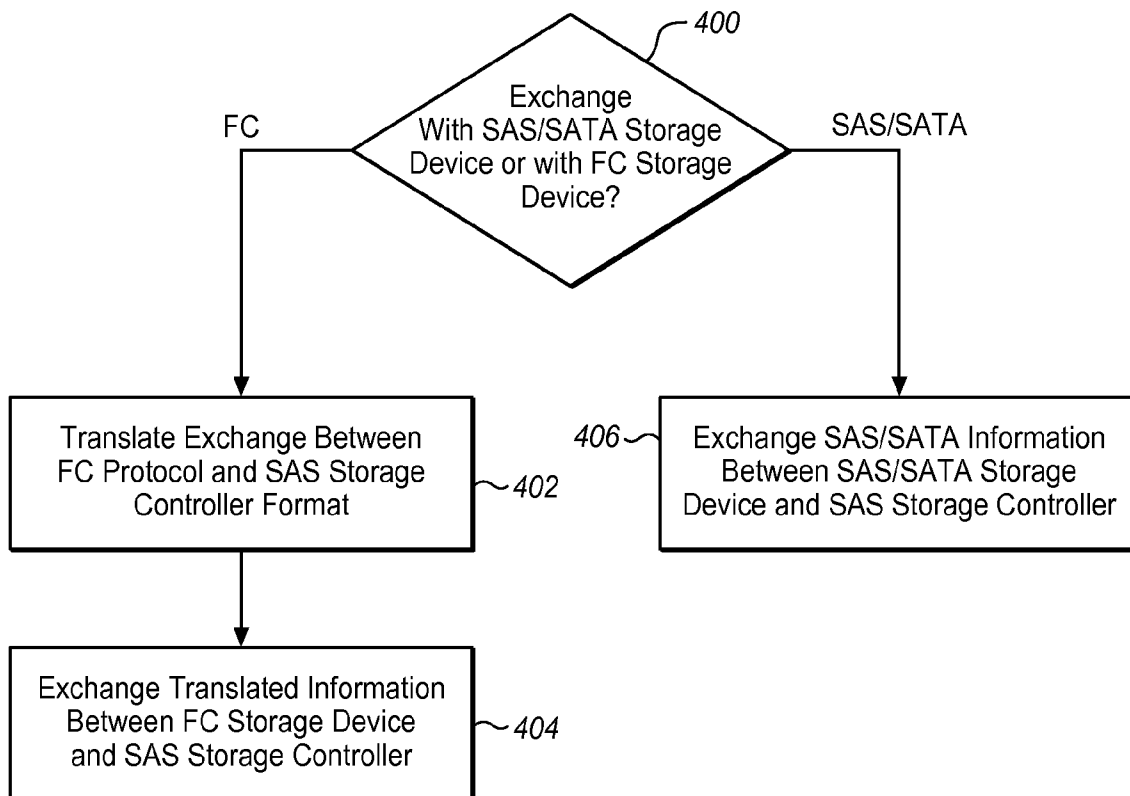 400
Exchange
With SAS/SATA Storage
Device or with FC Storage
Device?
FC
SAS/SATA
Translate Exchange Between
FC Protocol and SAS Storage
Controller Format
402
406
Exchange SAS/SATA Information
Between SAS/SATA Storage
Device and SAS Storage Controller
Exchange Translated Information
Between FC Storage Device
and SAS Storage Controller
404